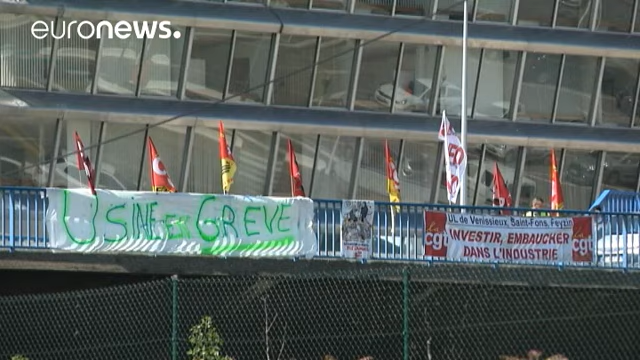 euronews.
USINE EN GREVE
UL de Venissieux, Saint-Fons, Feyzin
cgt INVESTIR, EMBAUCHER cgt
DANS L'INDUSTRIE